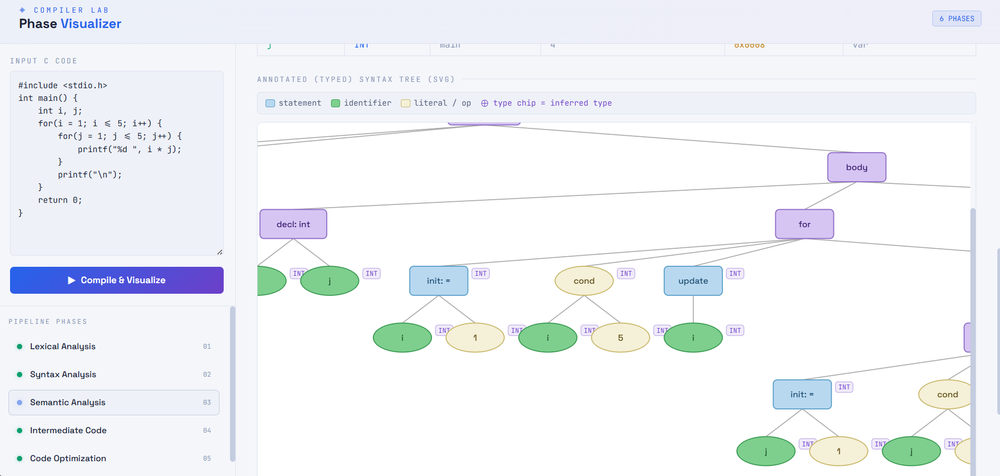 ◈ COMPILER LAB
Phase Visualizer
6 PHASES
INPUT C CODE
#include <stdio.h>
int main() {
    int i, j;
    for(i = 1; i <= 5; i++) {
        for(j = 1; j <= 5; j++) {
            printf("%d ", i * j);
        }
        printf("\n");
    }
    return 0;
}
▶ Compile & Visualize
PIPELINE PHASES
Lexical Analysis 01
Syntax Analysis 02
Semantic Analysis 03
Intermediate Code 04
Code Optimization 05
j INT main 4 0x0008 var
ANNOTATED (TYPED) SYNTAX TREE (SVG)
statement identifier literal / op ⊕ type chip = inferred type
body
decl: int for
INT j INT init: = INT cond INT update INT
i INT 1 INT i INT 5 INT i INT
init: = INT cond
j INT 1 INT j INT